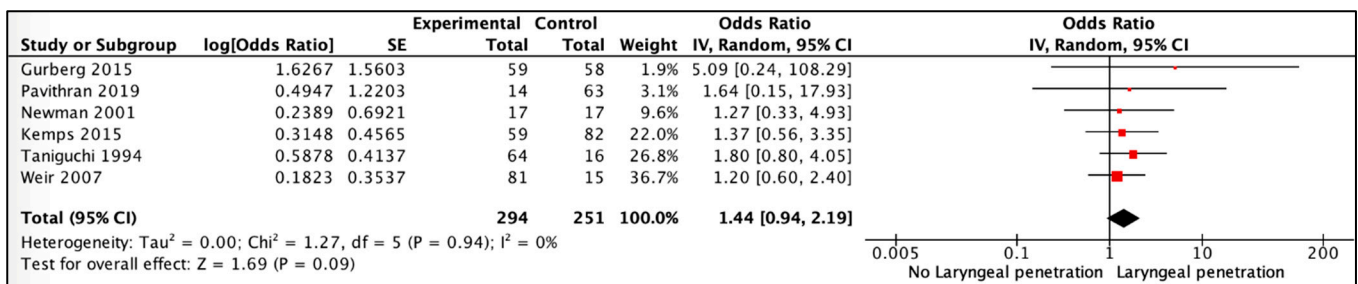 Experimental Control Odds Ratio Odds Ratio
Study or Subgroup log[Odds Ratio] SE Total Total Weight IV, Random, 95% CI IV, Random, 95% CI
Gurberg 2015 1.6267 1.5603 59 58 1.9% 5.09 [0.24, 108.29]
Pavithran 2019 0.4947 1.2203 14 63 3.1% 1.64 [0.15, 17.93]
Newman 2001 0.2389 0.6921 17 17 9.6% 1.27 [0.33, 4.93]
Kemps 2015 0.3148 0.4565 59 82 22.0% 1.37 [0.56, 3.35]
Taniguchi 1994 0.5878 0.4137 64 16 26.8% 1.80 [0.80, 4.05]
Weir 2007 0.1823 0.3537 81 15 36.7% 1.20 [0.60, 2.40]
Total (95% CI) 294 251 100.0% 1.44 [0.94, 2.19]
Heterogeneity: Tau² = 0.00; Chi² = 1.27, df = 5 (P = 0.94); I² = 0%
Test for overall effect: Z = 1.69 (P = 0.09)
0.005 0.1 1 10 200
No Laryngeal penetration Laryngeal penetration